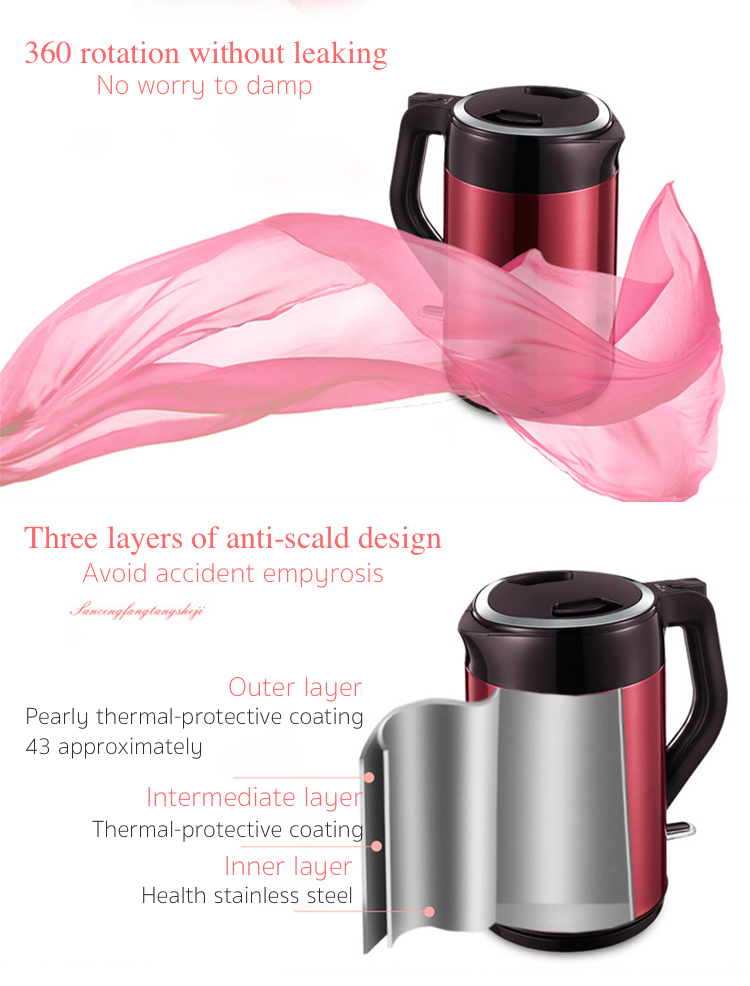 360 rotation without leaking
No worry to damp
Three layers of anti-scald design
Avoid accident empyrosis
Sancengfangtangsheji
Outer layer
Pearly thermal-protective coating
43 approximately
Intermediate layer
Thermal-protective coating
Inner layer
Health stainless steel